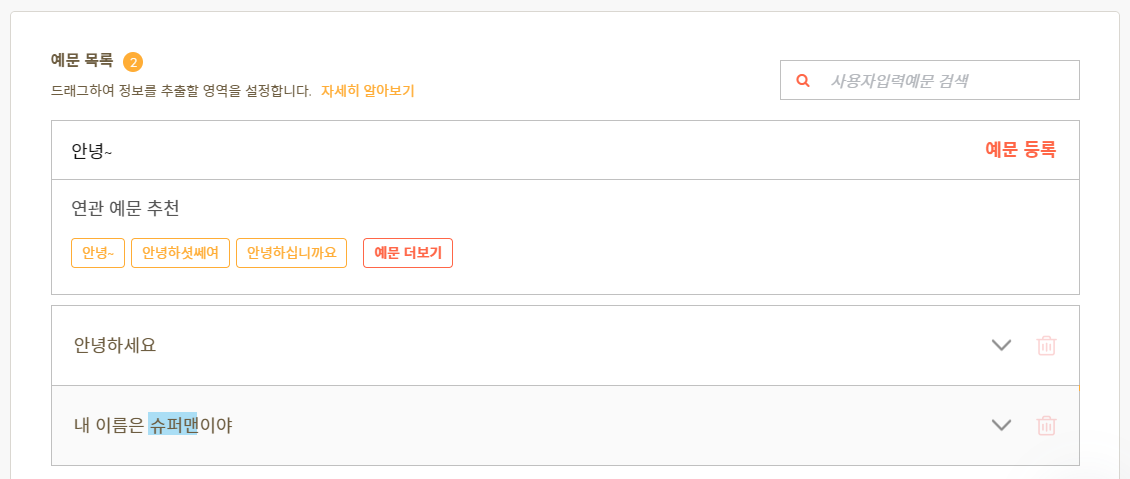 예문 목록 2
드래그하여 정보를 추출할 영역을 설정합니다. 자세히 알아보기
사용자입력예문 검색
안녕~ 예문 등록
연관 예문 추천
안녕~ 안녕하셧쎄여 안녕하십니까요 예문 더보기
안녕하세요
내 이름은 슈퍼맨이야